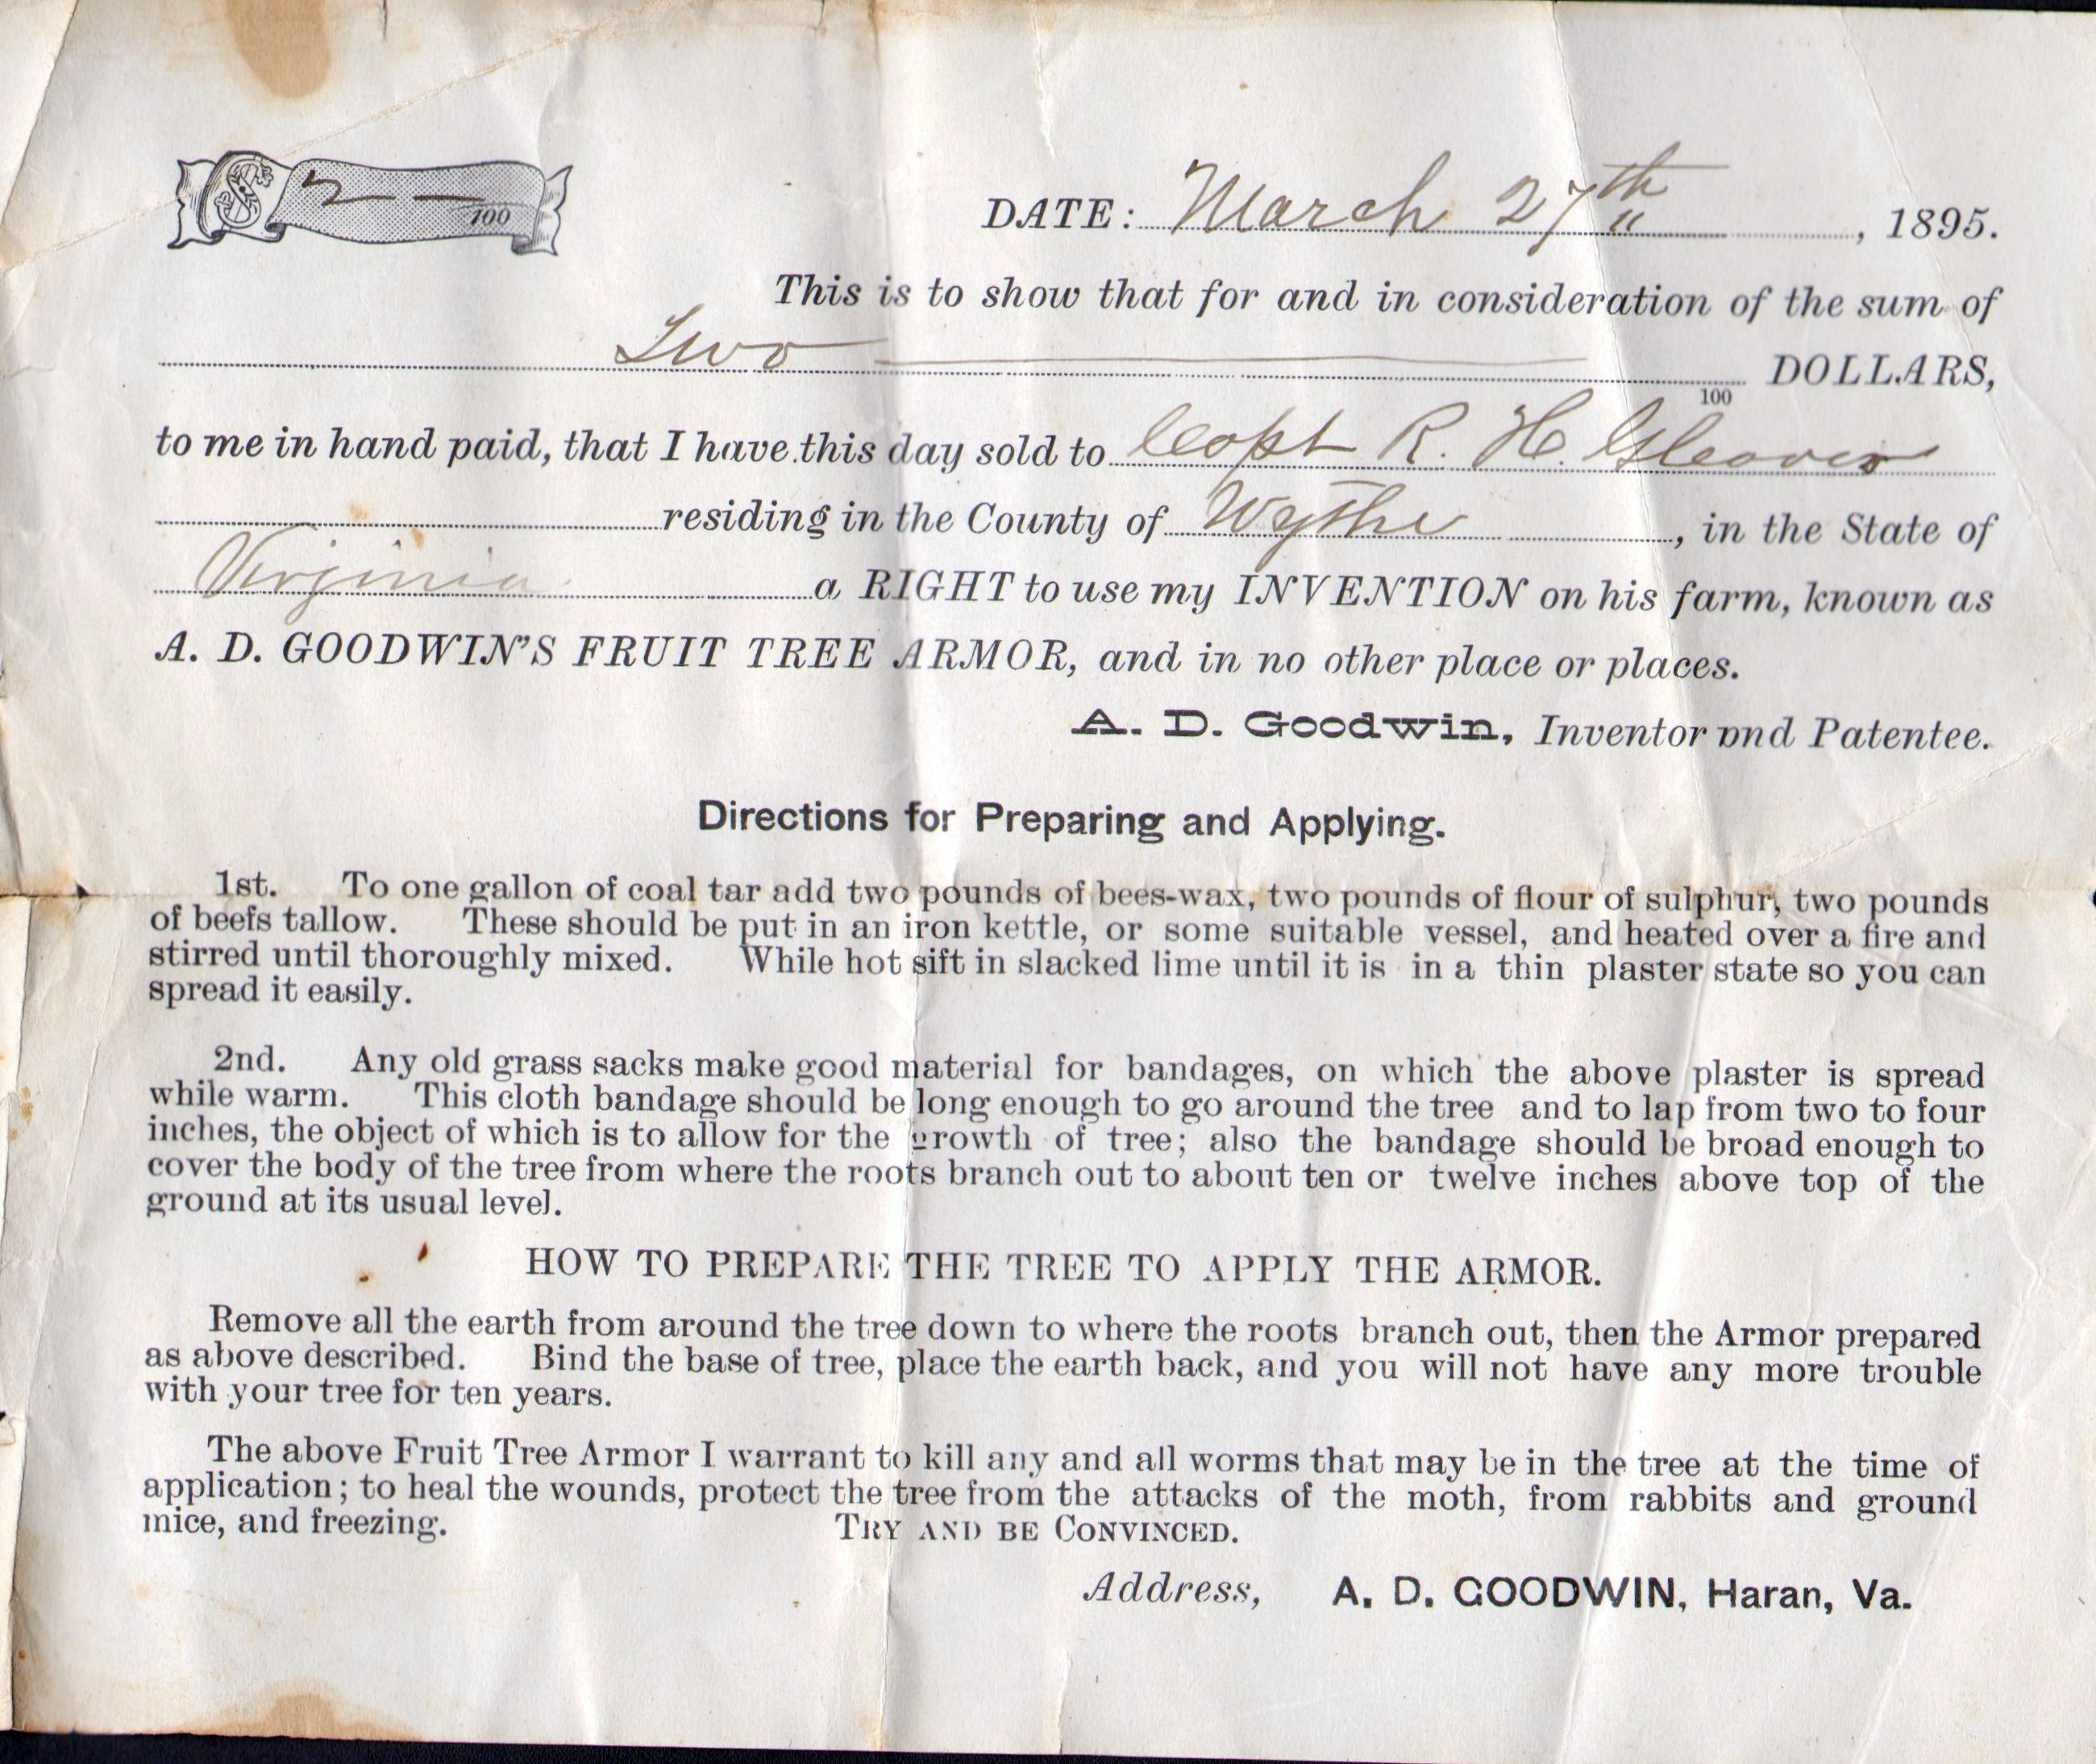 $ 2 — 100
DATE: March 27th, 1895.
This is to show that for and in consideration of the sum of
Two 100 DOLLARS,
to me in hand paid, that I have this day sold to Capt R. H. Gleaves
residing in the County of Wythe, in the State of
Virginia a RIGHT to use my INVENTION on his farm, known as
A. D. GOODWIN'S FRUIT TREE ARMOR, and in no other place or places.
A. D. Goodwin, Inventor and Patentee.
Directions for Preparing and Applying.
1st. To one gallon of coal tar add two pounds of bees-wax, two pounds of flour of sulphur, two pounds
of beefs tallow. These should be put in an iron kettle, or some suitable vessel, and heated over a fire and
stirred until thoroughly mixed. While hot sift in slacked lime until it is in a thin plaster state so you can
spread it easily.
2nd. Any old grass sacks make good material for bandages, on which the above plaster is spread
while warm. This cloth bandage should be long enough to go around the tree and to lap from two to four
inches, the object of which is to allow for the growth of tree; also the bandage should be broad enough to
cover the body of the tree from where the roots branch out to about ten or twelve inches above top of the
ground at its usual level.
HOW TO PREPARE THE TREE TO APPLY THE ARMOR.
Remove all the earth from around the tree down to where the roots branch out, then the Armor prepared
as above described. Bind the base of tree, place the earth back, and you will not have any more trouble
with your tree for ten years.
The above Fruit Tree Armor I warrant to kill any and all worms that may be in the tree at the time of
application; to heal the wounds, protect the tree from the attacks of the moth, from rabbits and ground
mice, and freezing. TRY AND BE CONVINCED.
Address, A. D. GOODWIN, Haran, Va.